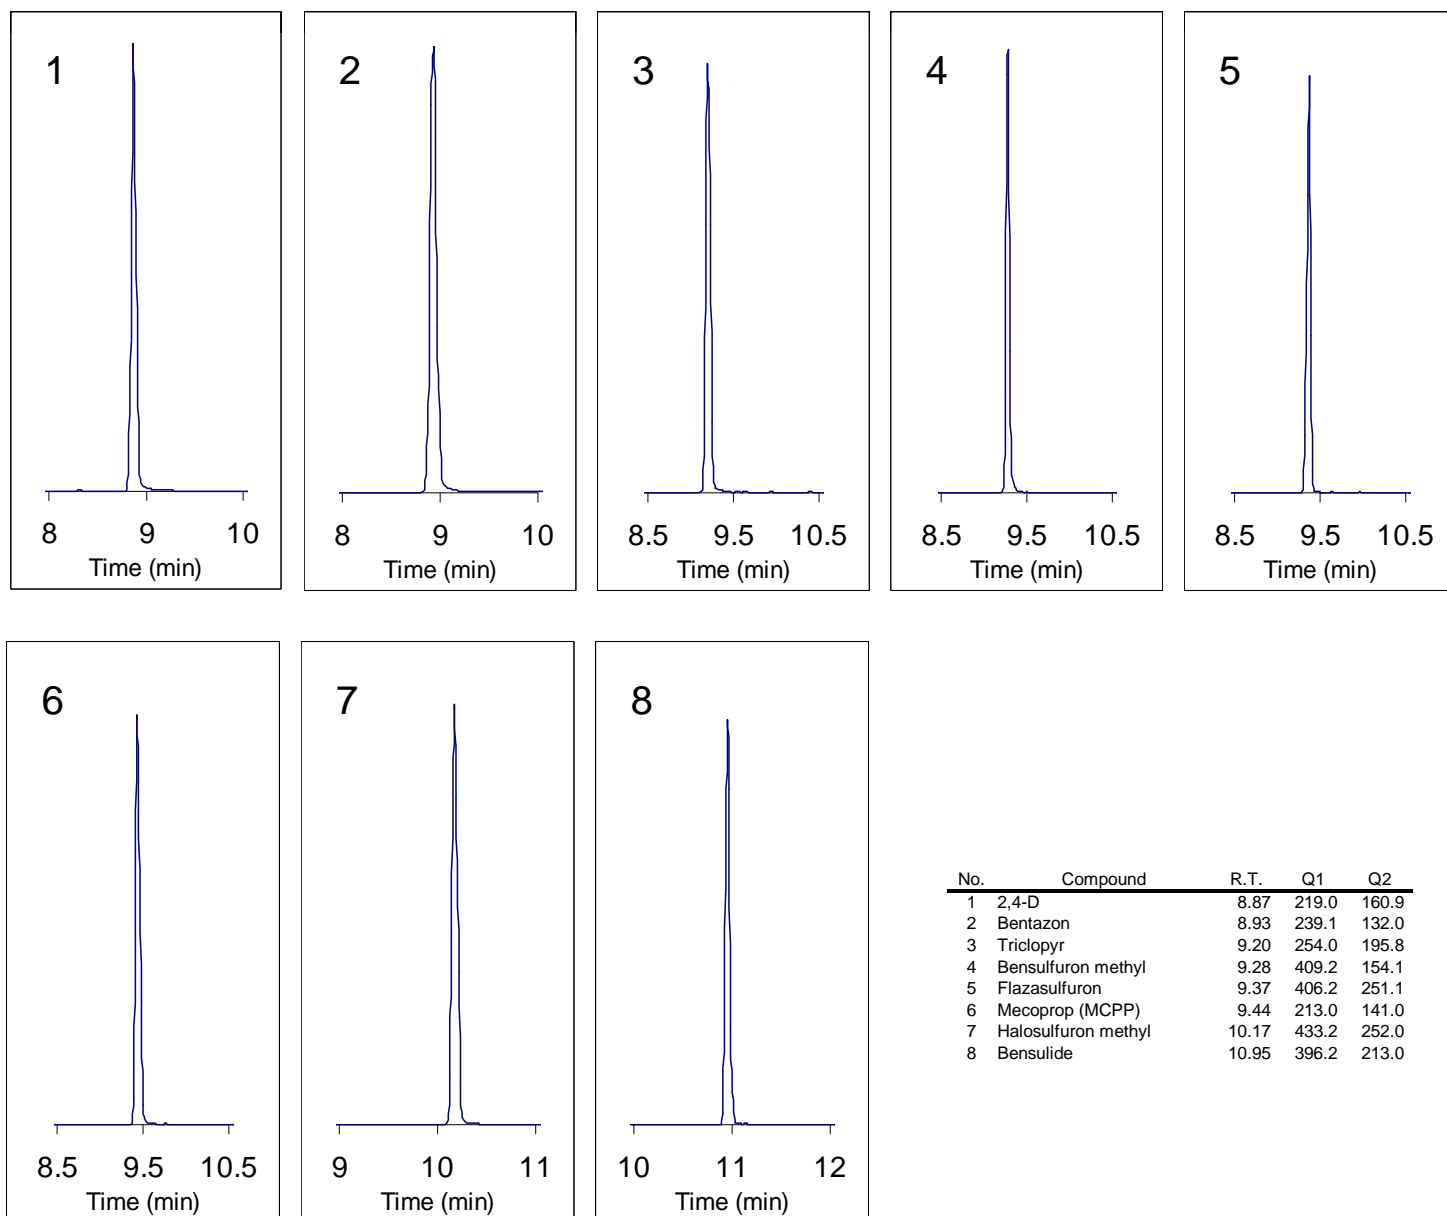 1
2
3
4
5
8 9 10
Time (min)
8 9 10
Time (min)
8.5 9.5 10.5
Time (min)
8.5 9.5 10.5
Time (min)
8.5 9.5 10.5
Time (min)
6
7
8
8.5 9.5 10.5
Time (min)
9 10 11
Time (min)
10 11 12
Time (min)
No. Compound R.T. Q1 Q2
1 2,4-D 8.87 219.0 160.9
2 Bentazon 8.93 239.1 132.0
3 Triclopyr 9.20 254.0 195.8
4 Bensulfuron methyl 9.28 409.2 154.1
5 Flazasulfuron 9.37 406.2 251.1
6 Mecoprop (MCPP) 9.44 213.0 141.0
7 Halosulfuron methyl 10.17 433.2 252.0
8 Bensulide 10.95 396.2 213.0